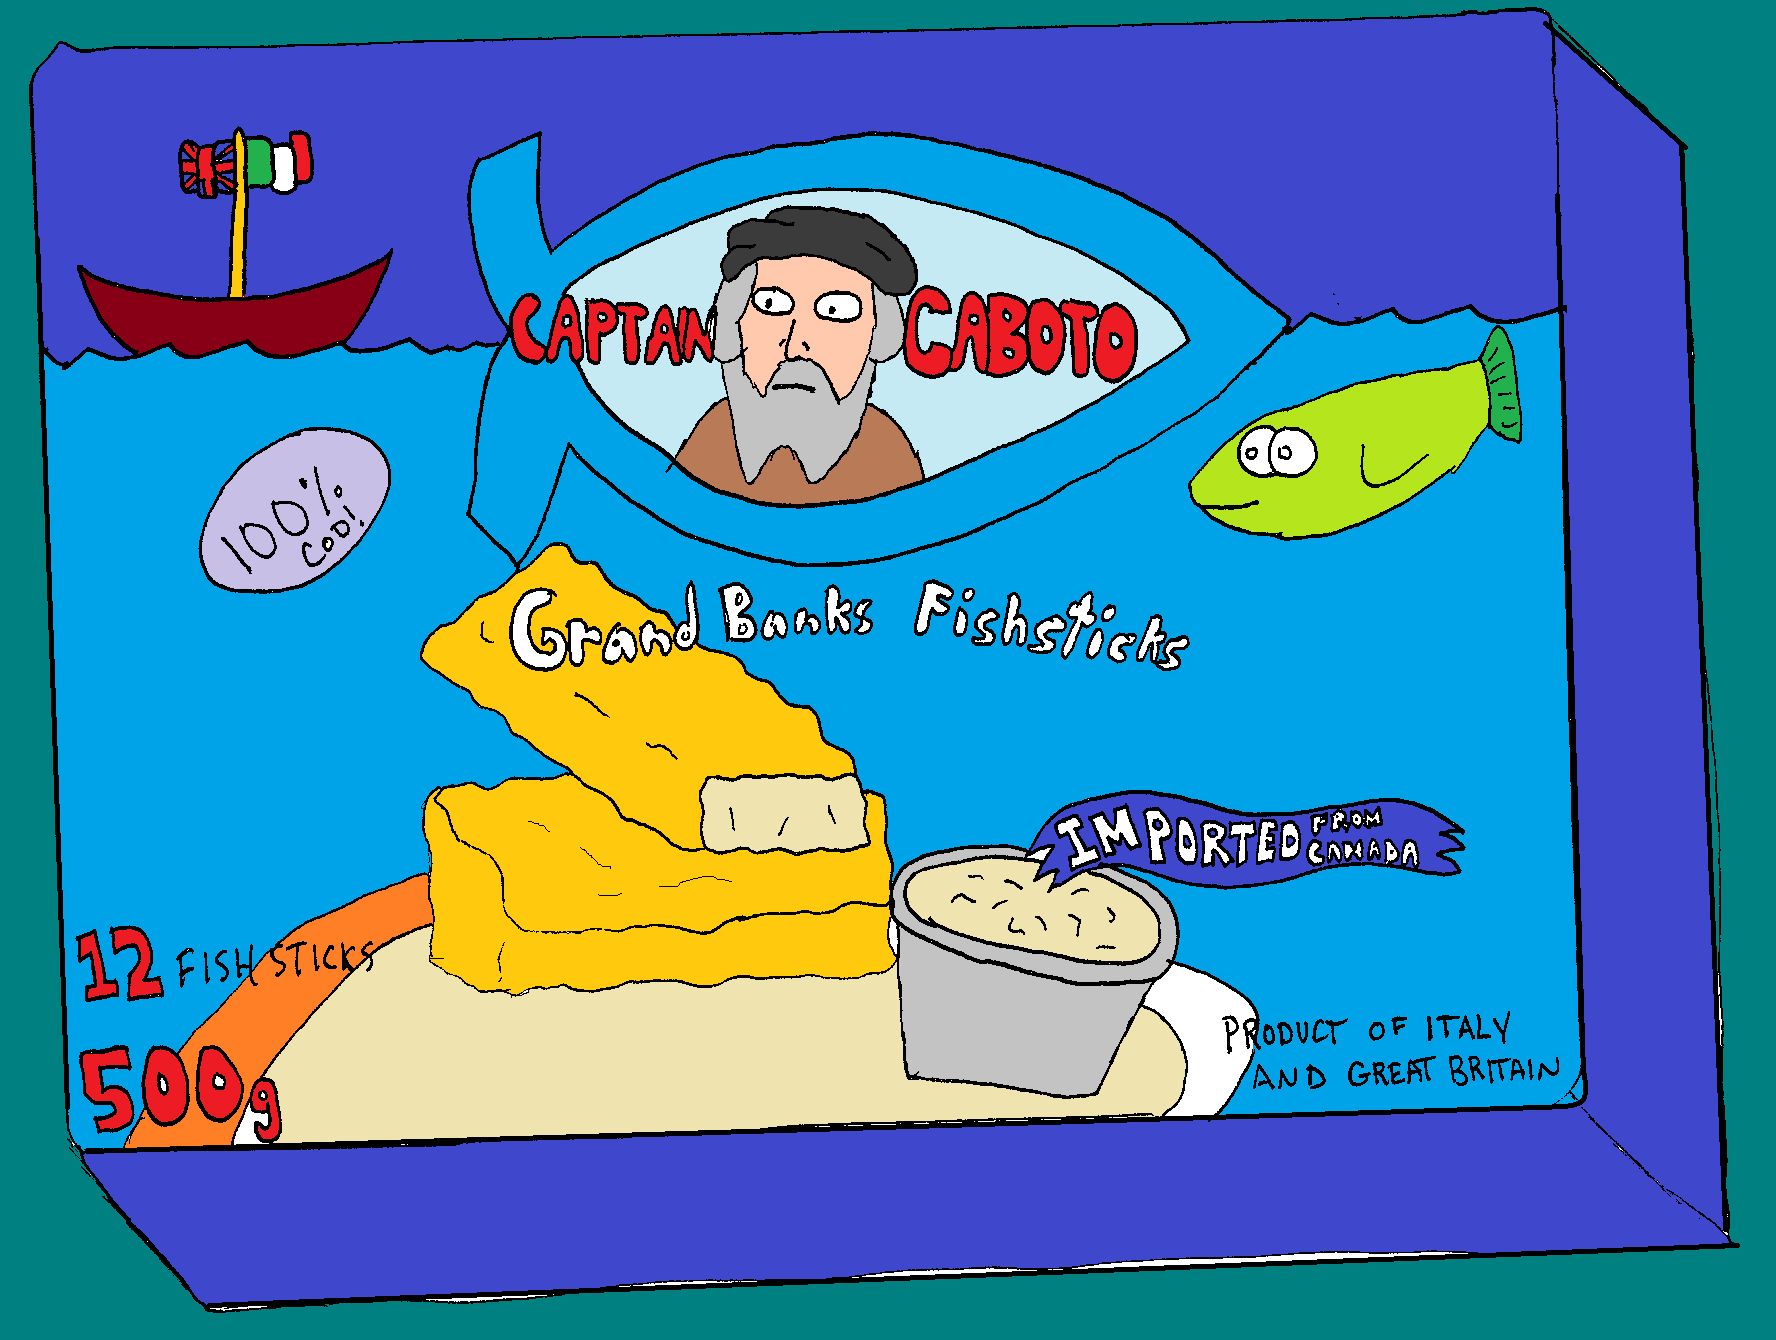 CAPTAIN CABOTO
100%
COD!
Grand Banks Fishsticks
IMPORTED FROM
CANADA
12 FISH STICKS
500g
PRODUCT OF ITALY
AND GREAT BRITAIN